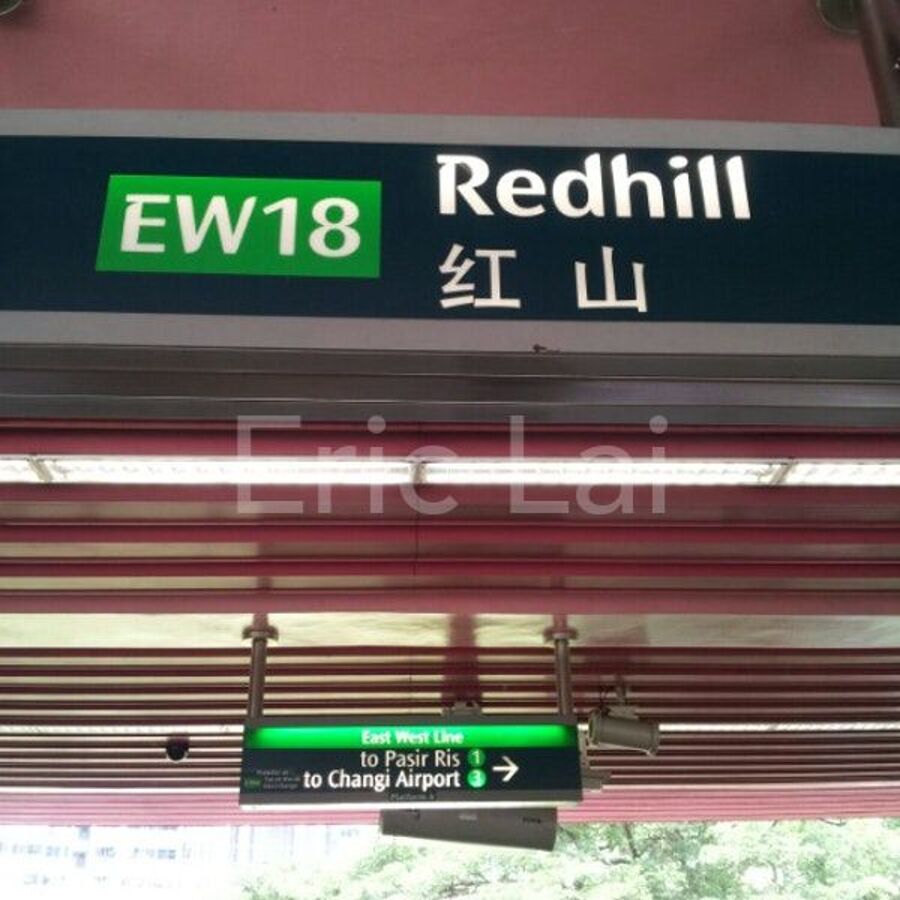 EW18
Redhill
红山
Eric Lai
East West Line
to Pasir Ris 1
to Changi Airport 3 →